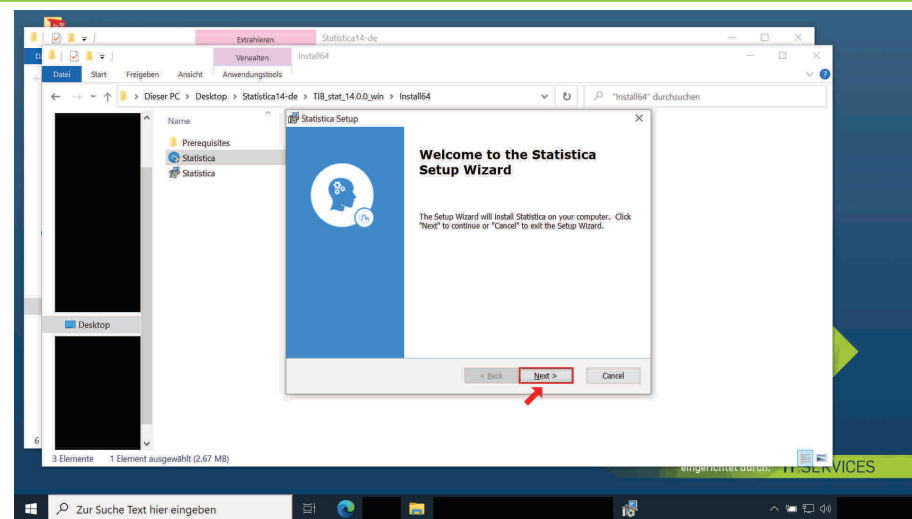 Extrahieren
Statistica14-de
Verwalten
Install64
Datei Start Freigeben Ansicht Anwendungstools
Dieser PC > Desktop > Statistica14-de > TIB_stat_14.0.0_win > Install64
"Install64" durchsuchen
Name
Prerequisites
Statistica
Statistica
Desktop
Statistica Setup
Welcome to the Statistica
Setup Wizard
The Setup Wizard will install Statistica on your computer. Click
"Next" to continue or "Cancel" to exit the Setup Wizard.
< Back Next > Cancel
6
3 Elemente 1 Element ausgewählt (2,67 MB)
eingerichtet durch: IT.SERVICES
Zur Suche Text hier eingeben